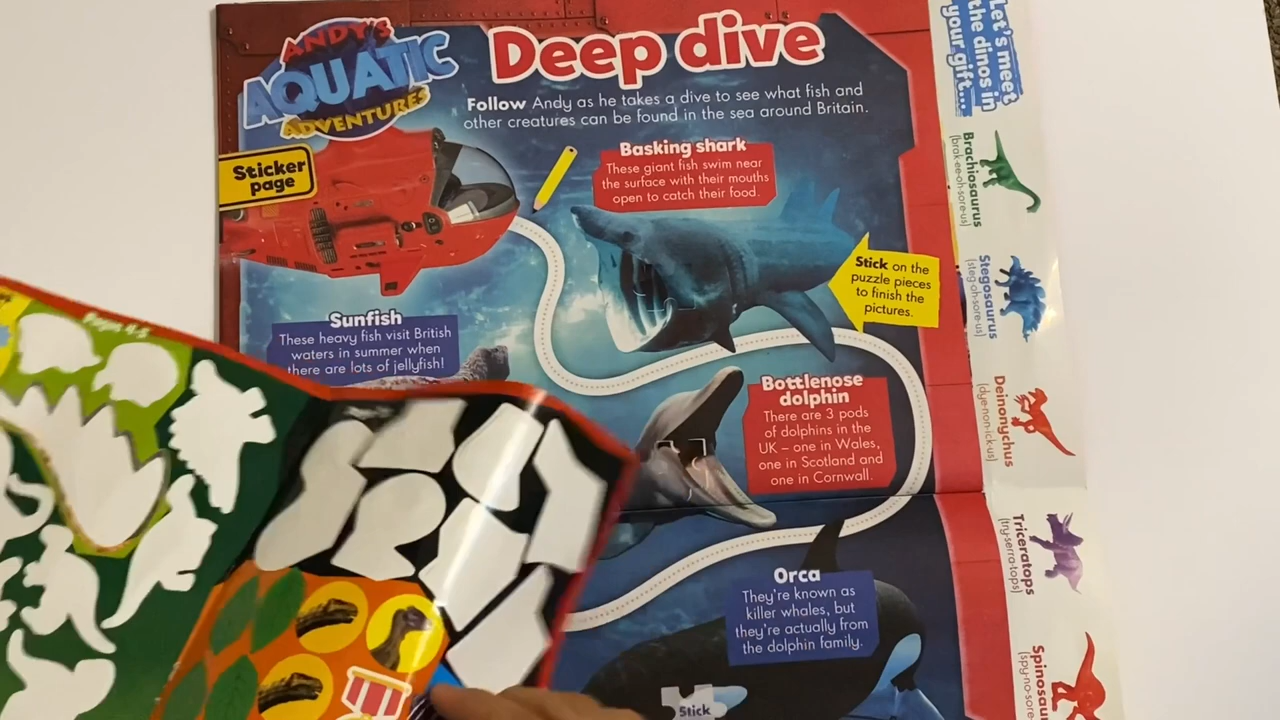 ANDY'S
AQUATIC
ADVENTURES
Deep dive
Follow Andy as he takes a dive to see what fish and
other creatures can be found in the sea around Britain.
Sticker
page
Basking shark
These giant fish swim near
the surface with their mouths
open to catch their food.
Stick on the
puzzle pieces
to finish the
pictures.
Sunfish
These heavy fish visit British
waters in summer when
there are lots of jellyfish!
Bottlenose
dolphin
There are 3 pods
of dolphins in the
UK – one in Wales,
one in Scotland and
one in Cornwall.
Orca
They're known as
killer whales, but
they're actually from
the dolphin family.
Stick
Pages 4-5
Let's meet
the dinos in
your gift...
Brachiosaurus
(brak-ee-oh-sore-us)
Stegosaurus
(steg-oh-sore-us)
Deinonychus
(dye-non-ick-us)
Triceratops
(try-serra-tops)
Spinosaur
(spy-no-sore-